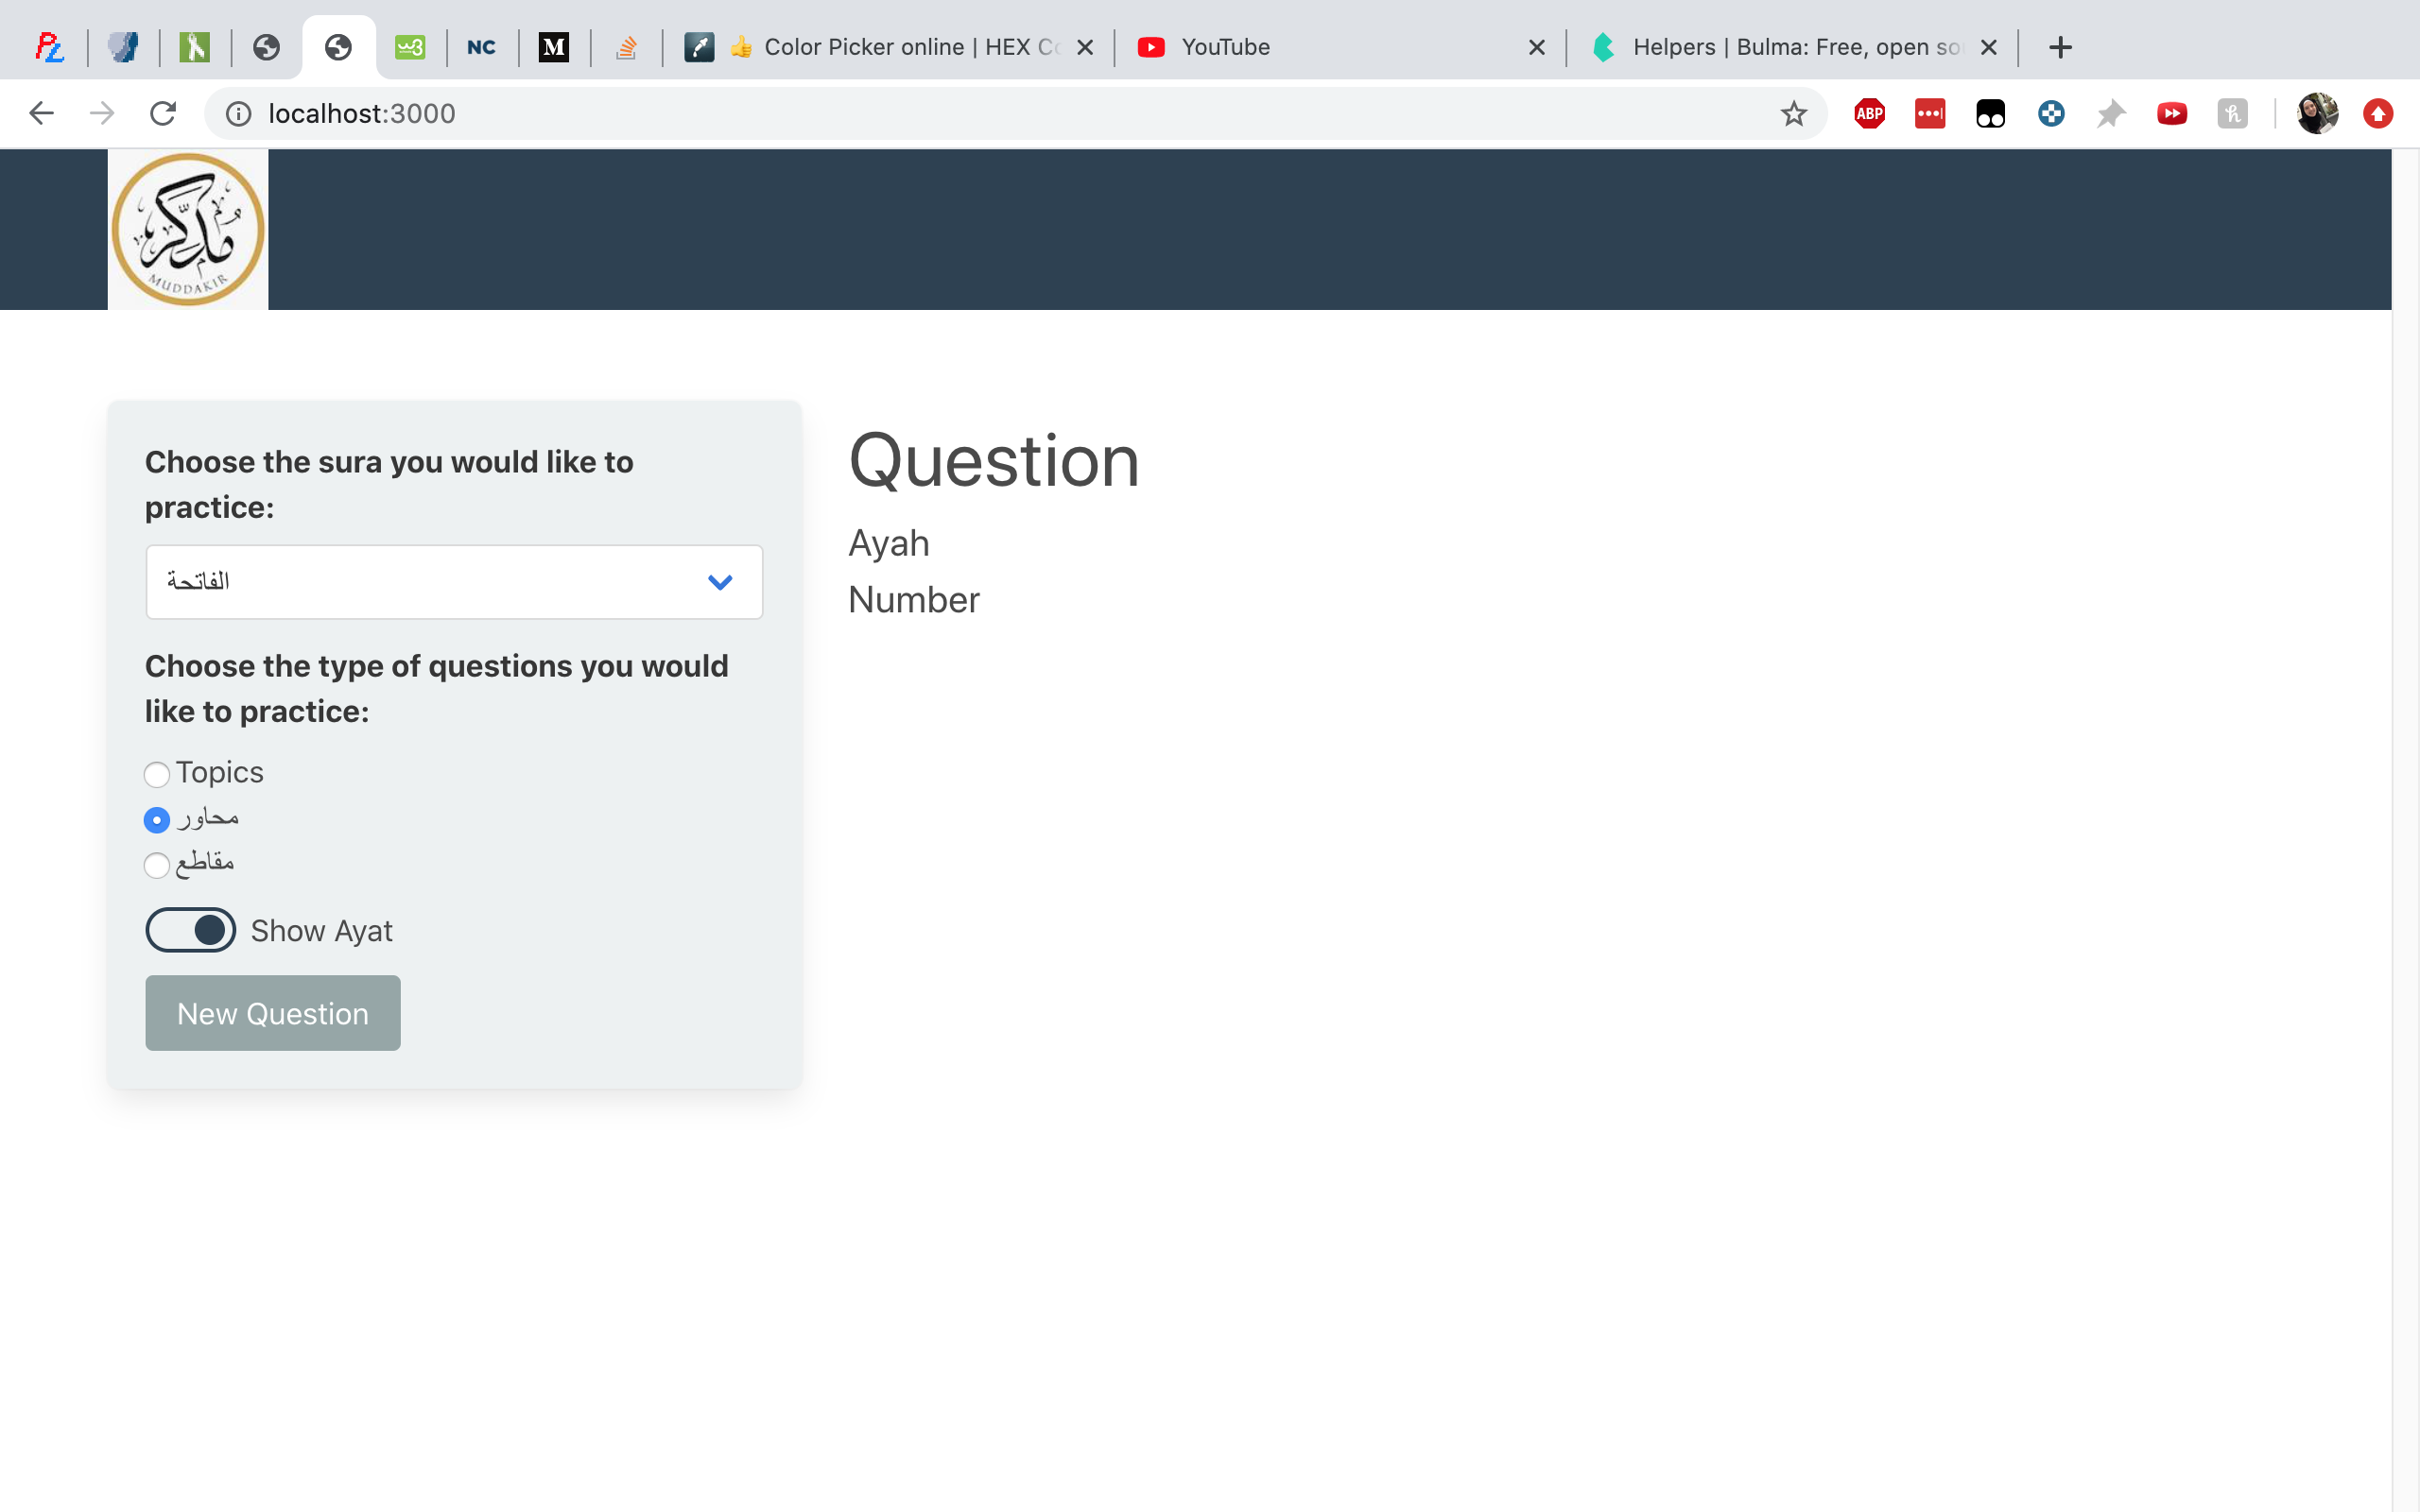 NC
M
👍 Color Picker online | HEX Co
YouTube
Helpers | Bulma: Free, open so
localhost:3000
ABP
مُدَّكِر
MUDDAKIR
Choose the sura you would like to
practice:
الفاتحة
Choose the type of questions you would
like to practice:
Topics
محاور
مقاطع
Show Ayat
New Question
Question
Ayah
Number